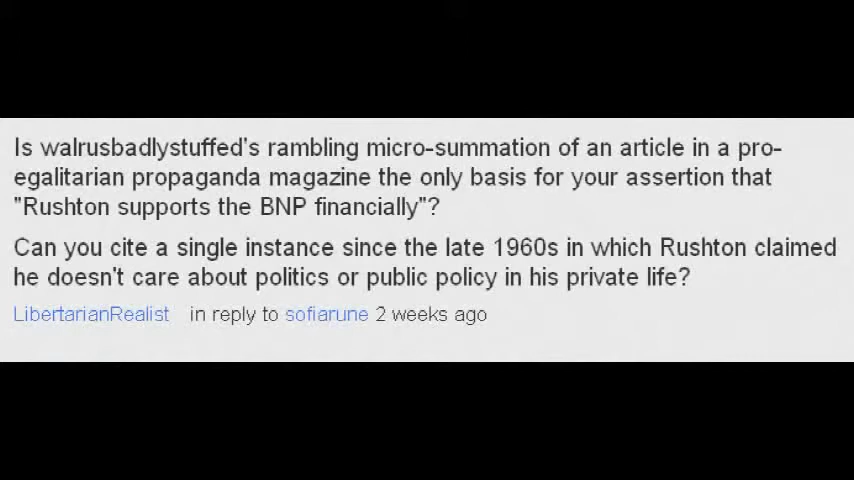 Is walrusbadlystuffed's rambling micro-summation of an article in a pro-
egalitarian propaganda magazine the only basis for your assertion that
"Rushton supports the BNP financially"?
Can you cite a single instance since the late 1960s in which Rushton claimed
he doesn't care about politics or public policy in his private life?
LibertarianRealist in reply to sofiarune 2 weeks ago